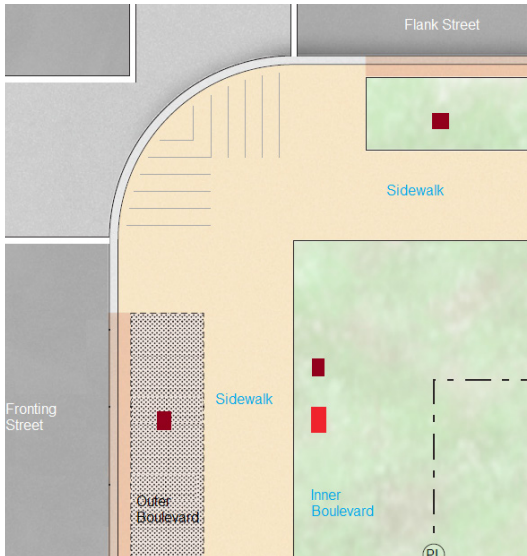 Flank Street
Sidewalk
Sidewalk
Fronting
Street
Outer
Boulevard
Inner
Boulevard
PL